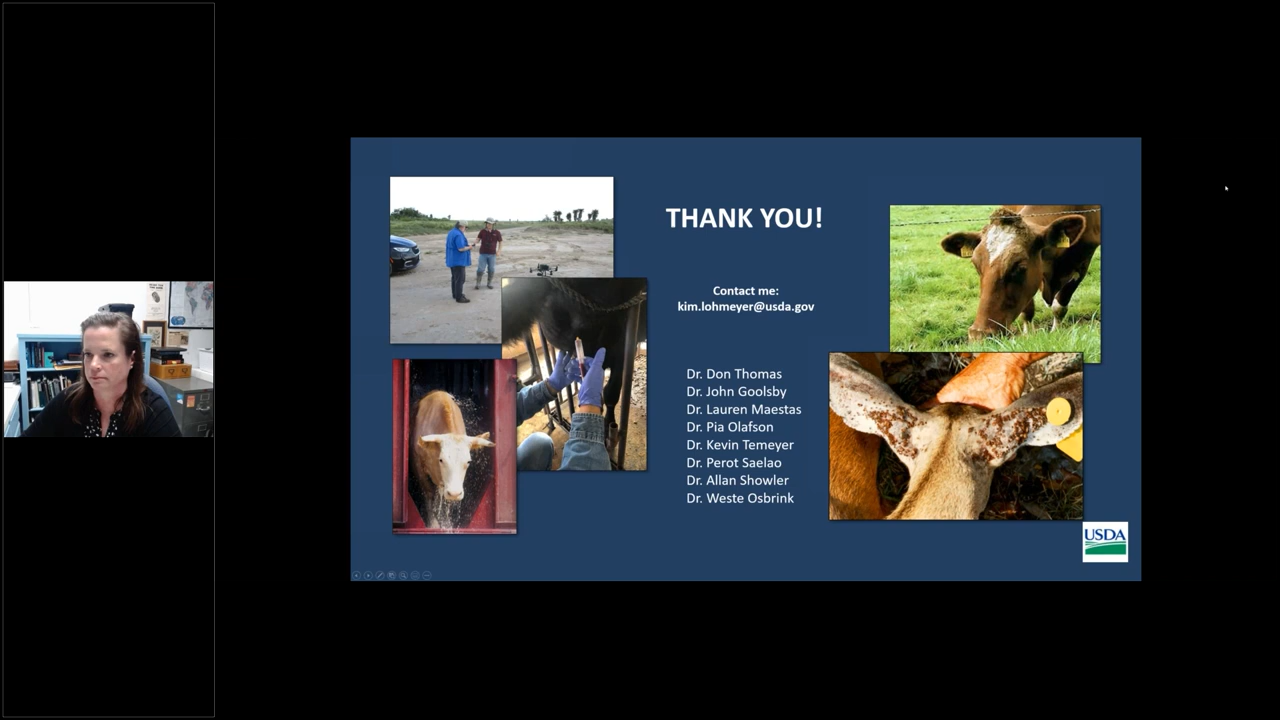 THANK YOU!
Contact me:
kim.lohmeyer@usda.gov
Dr. Don Thomas
Dr. John Goolsby
Dr. Lauren Maestas
Dr. Pia Olafson
Dr. Kevin Temeyer
Dr. Perot Saelao
Dr. Allan Showler
Dr. Weste Osbrink
USDA